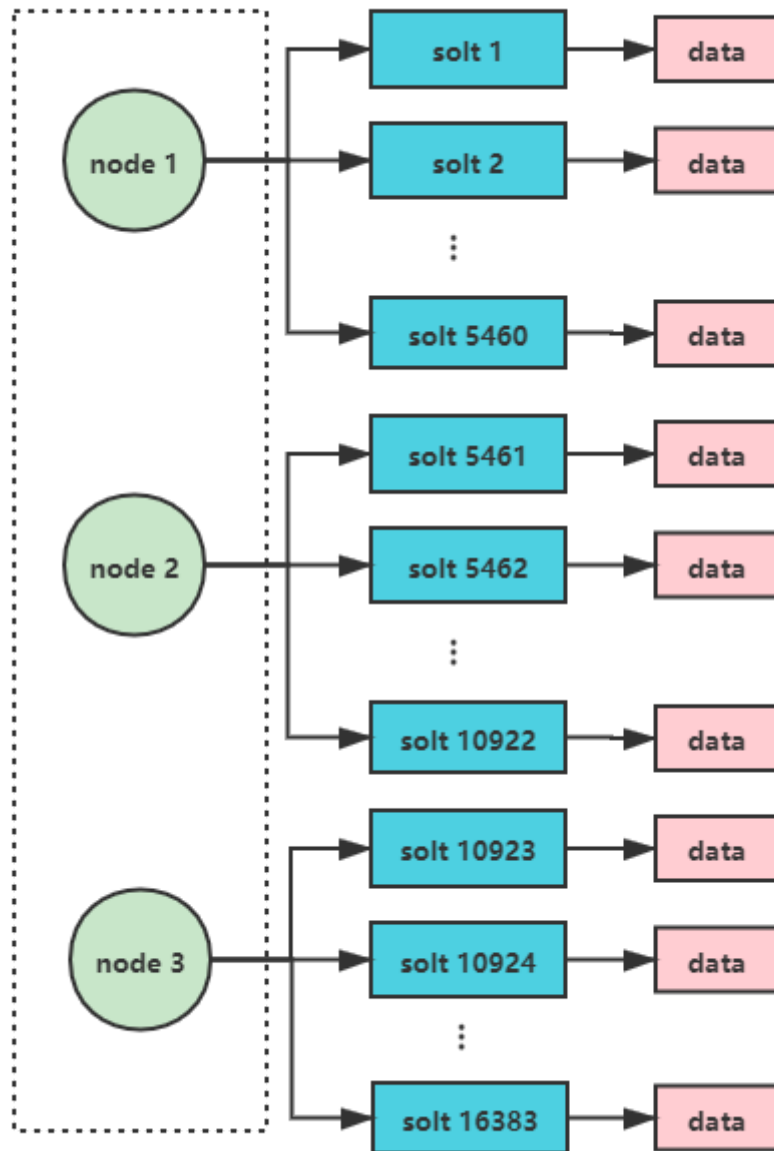 solt 1
data
node 1
solt 2
data
solt 5460
data
solt 5461
data
node 2
solt 5462
data
solt 10922
data
solt 10923
data
node 3
solt 10924
data
solt 16383
data